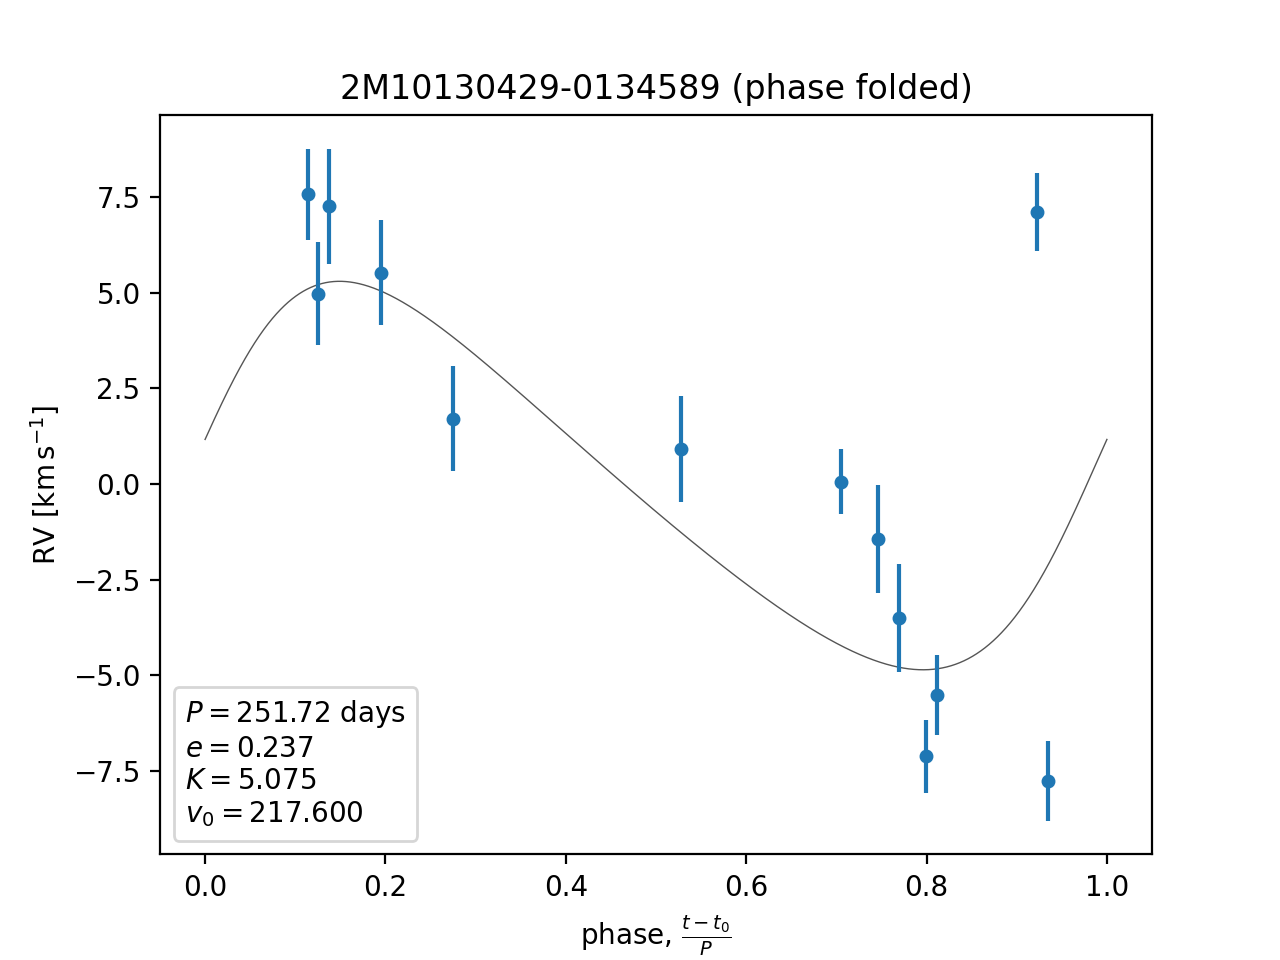 2M10130429-0134589 (phase folded)
RV [km s⁻¹]
7.5
5.0
2.5
0.0
−2.5
−5.0
−7.5
P = 251.72 days
e = 0.237
K = 5.075
v₀ = 217.600
0.0 0.2 0.4 0.6 0.8 1.0
phase, (t − t₀)/P